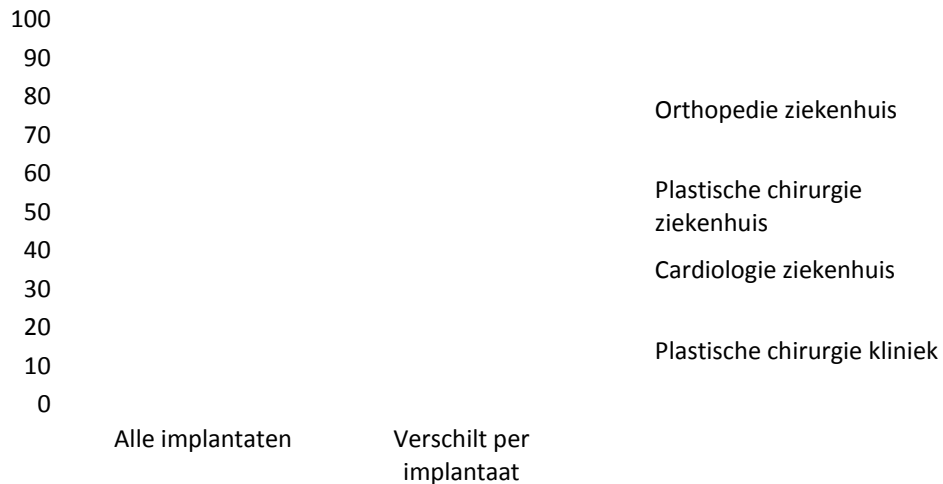 100
90
80
70
60
50
40
30
20
10
0
Alle implantaten
Verschilt per
implantaat
Orthopedie ziekenhuis
Plastische chirurgie
ziekenhuis
Cardiologie ziekenhuis
Plastische chirurgie kliniek